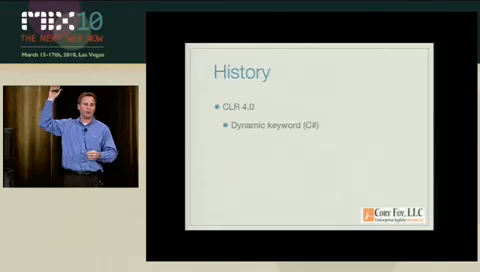 MIX10
THE NEXT WEB NOW
March 15-17th, 2010, Las Vegas
History
CLR 4.0
Dynamic keyword (C#)
CORY FOY, LLC